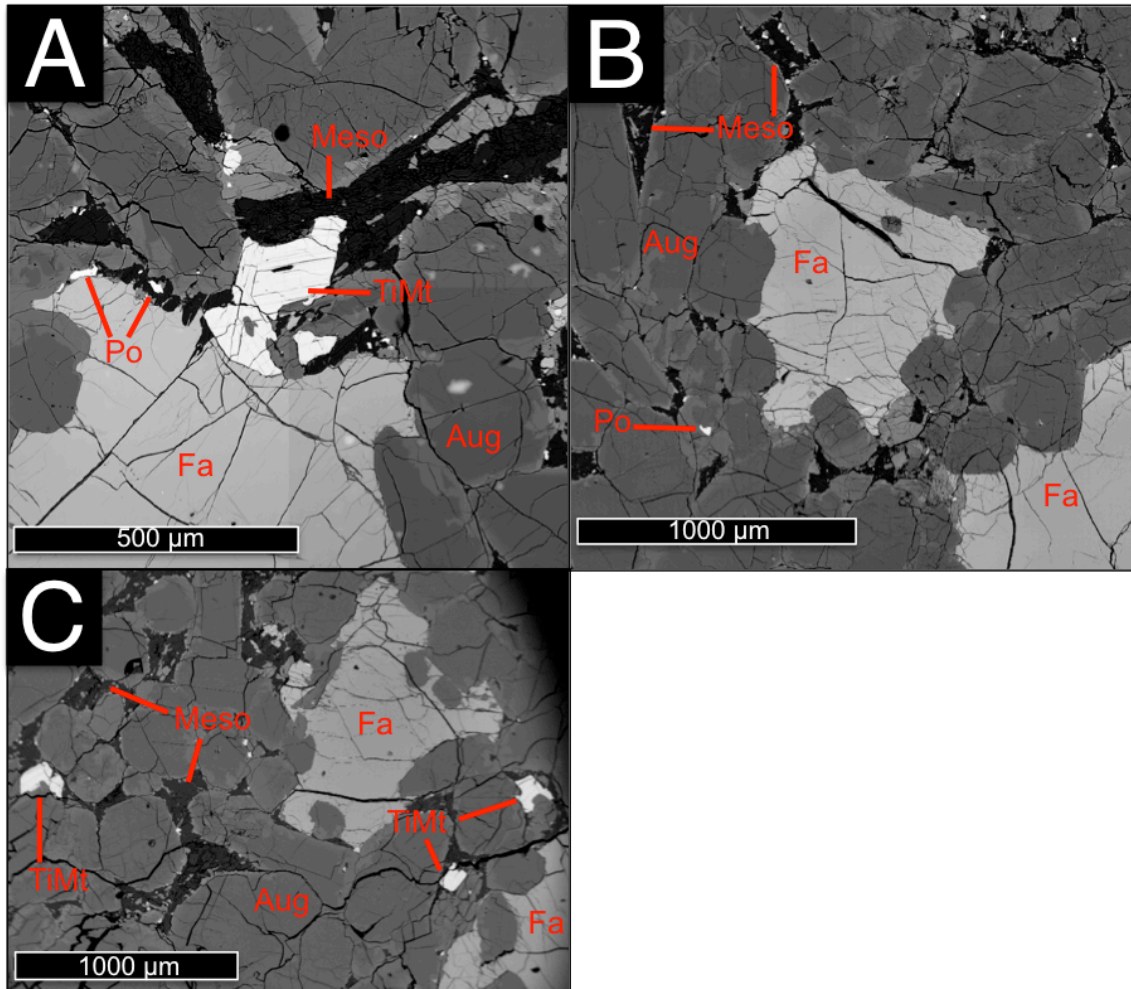 A
Meso
TiMt
Po
Aug
Fa
500 µm
B
Meso
Aug
Fa
Po
Fa
1000 µm
C
Meso
Fa
TiMt
TiMt
Aug
Fa
1000 µm